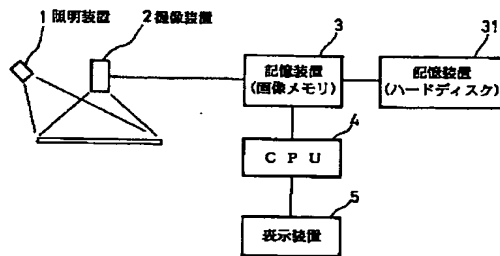 1 照明装置
2 撮像装置
3
記憶装置
(画像メモリ)
31
記憶装置
(ハードディスク)
4
C P U
5
表示装置